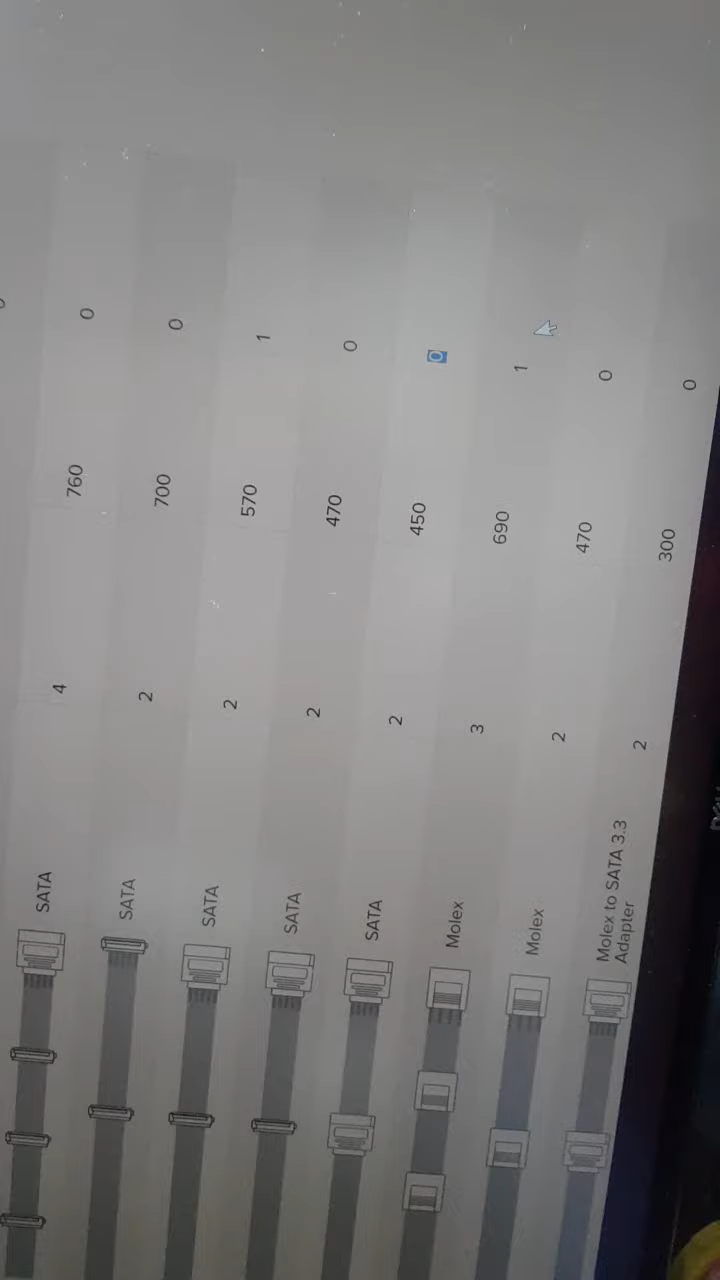 SATA 4 760 0
SATA 2 700 0
SATA 2 570 1
SATA 2 470 0
SATA 2 450 0
Molex 3 690 1
Molex 2 470 0
Molex to SATA 3.3 2 300 0
Adapter